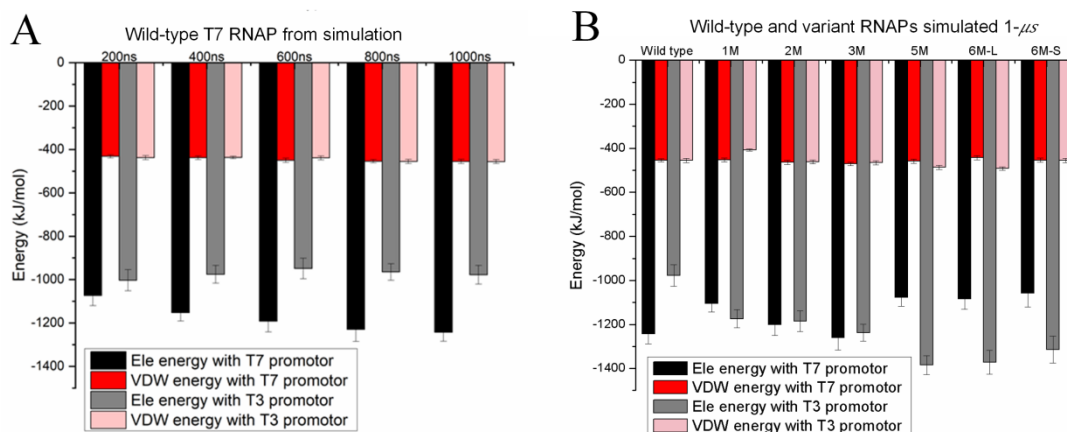 A
Wild-type T7 RNAP from simulation
200ns 400ns 600ns 800ns 1000ns
0
-200
-400
-600
-800
-1000
-1200
-1400
Energy (kJ/mol)
Ele energy with T7 promotor
VDW energy with T7 promotor
Ele energy with T3 promotor
VDW energy with T3 promotor
B
Wild-type and variant RNAPs simulated 1-μs
Wild type 1M 2M 3M 5M 6M-L 6M-S
0
-200
-400
-600
-800
-1000
-1200
-1400
Energy (kJ/mol)
Ele energy with T7 promotor
VDW energy with T7 promotor
Ele energy with T3 promotor
VDW energy with T3 promotor